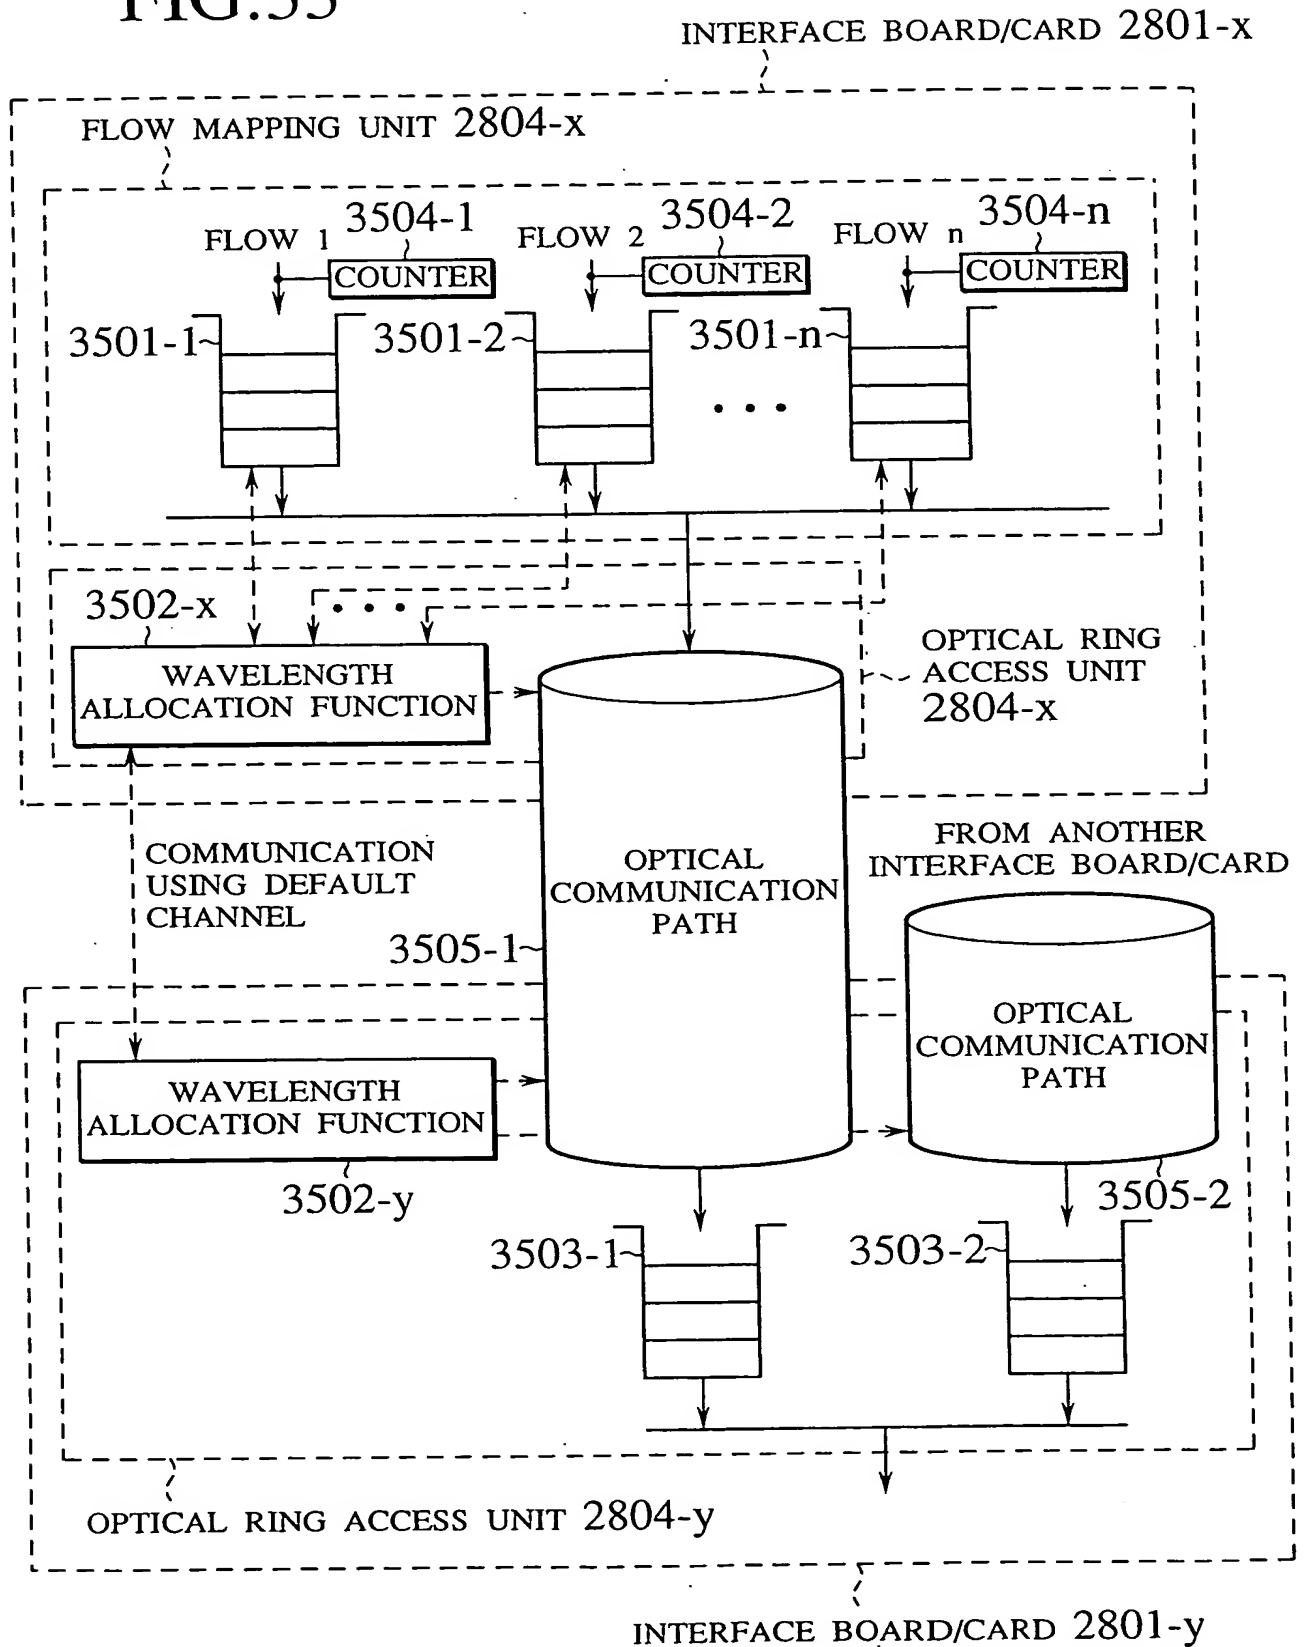 FIG.35
INTERFACE BOARD/CARD 2801-x
FLOW MAPPING UNIT 2804-x
3504-1
3504-2
3504-n
FLOW 1
FLOW 2
FLOW n
COUNTER
COUNTER
COUNTER
3501-1
3501-2
3501-n
3502-x
WAVELENGTH
ALLOCATION FUNCTION
OPTICAL RING
ACCESS UNIT
2804-x
COMMUNICATION
USING DEFAULT
CHANNEL
OPTICAL
COMMUNICATION
PATH
FROM ANOTHER
INTERFACE BOARD/CARD
3505-1
OPTICAL
COMMUNICATION
PATH
WAVELENGTH
ALLOCATION FUNCTION
3502-y
3505-2
3503-1
3503-2
OPTICAL RING ACCESS UNIT 2804-y
INTERFACE BOARD/CARD 2801-y